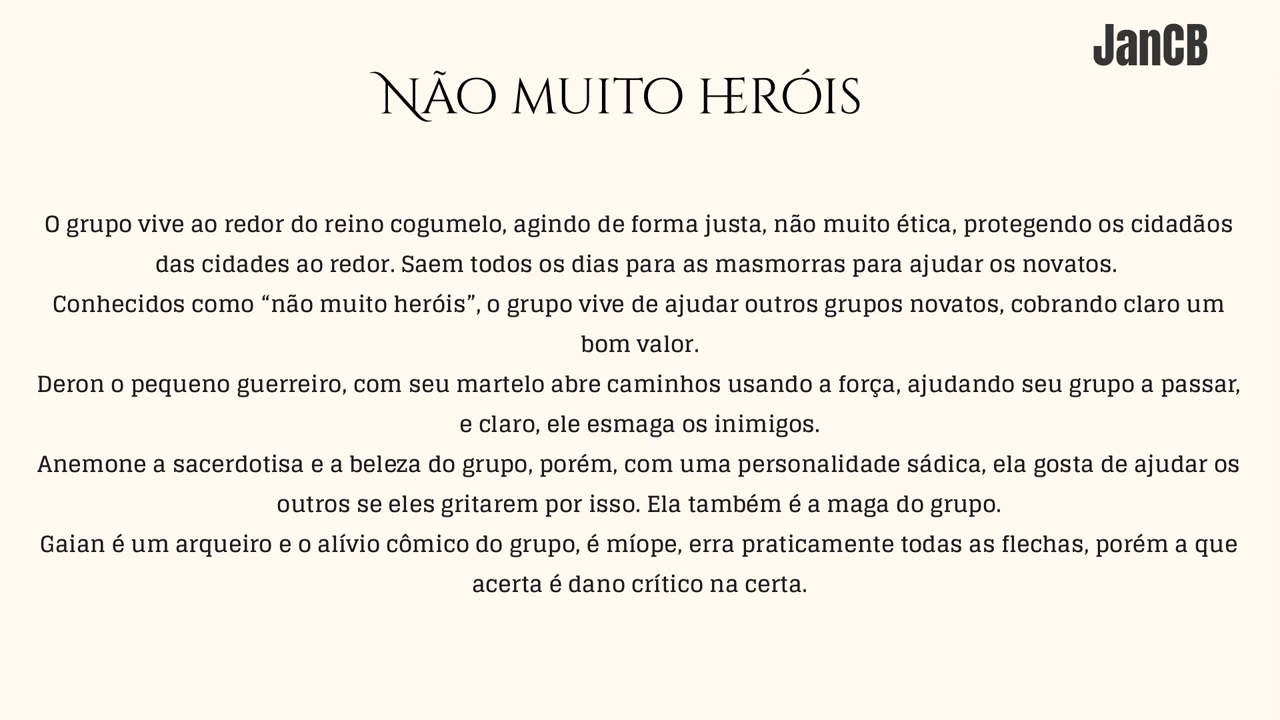 JanCB
Não muito Heróis
O grupo vive ao redor do reino cogumelo, agindo de forma justa, não muito ética, protegendo os cidadãos
das cidades ao redor. Saem todos os dias para as masmorras para ajudar os novatos.
Conhecidos como “não muito heróis”, o grupo vive de ajudar outros grupos novatos, cobrando claro um
bom valor.
Deron o pequeno guerreiro, com seu martelo abre caminhos usando a força, ajudando seu grupo a passar,
e claro, ele esmaga os inimigos.
Anemone a sacerdotisa e a beleza do grupo, porém, com uma personalidade sádica, ela gosta de ajudar os
outros se eles gritarem por isso. Ela também é a maga do grupo.
Gaian é um arqueiro e o alívio cômico do grupo, é míope, erra praticamente todas as flechas, porém a que
acerta é dano crítico na certa.